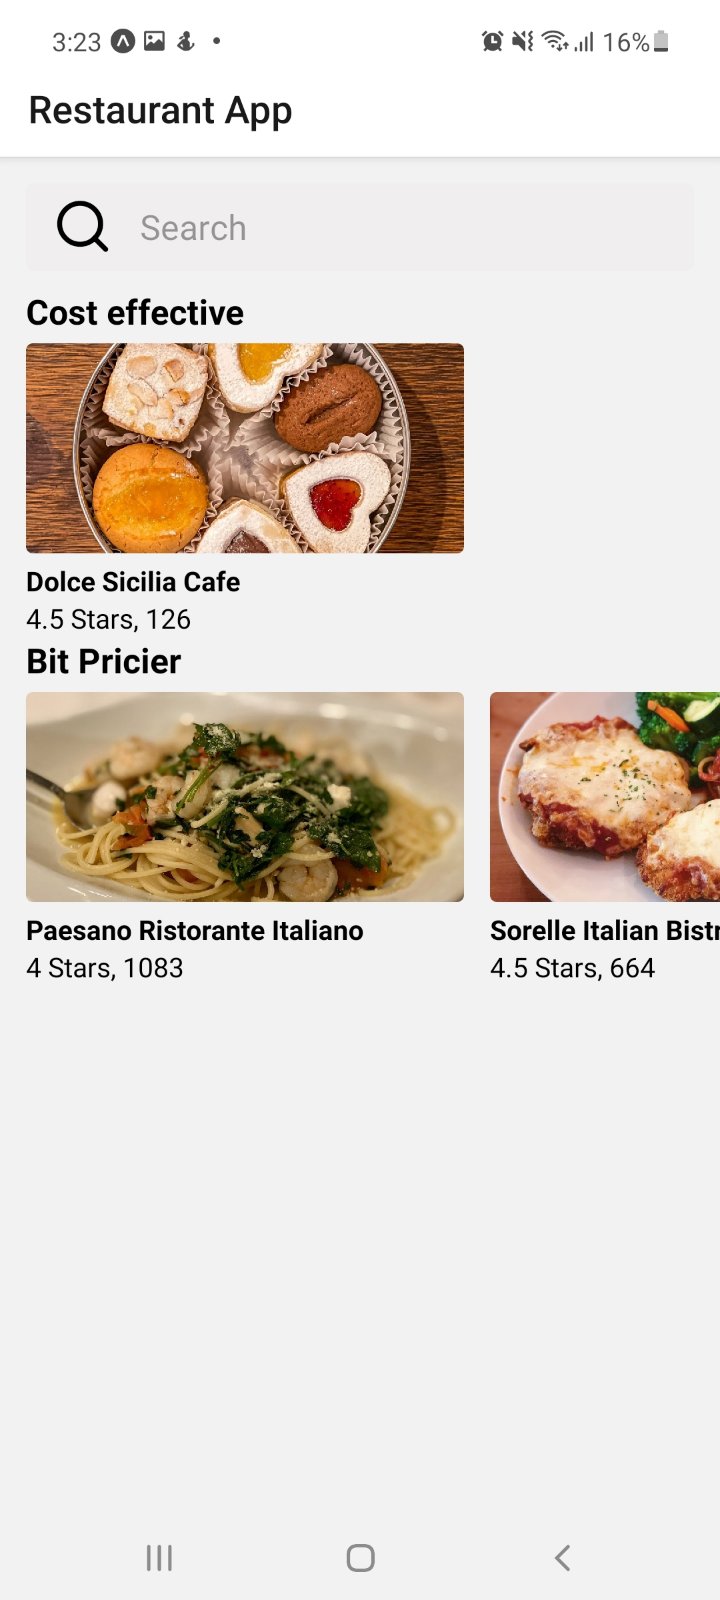 3:23 16%
Restaurant App
Search
Cost effective
Dolce Sicilia Cafe
4.5 Stars, 126
Bit Pricier
Paesano Ristorante Italiano
4 Stars, 1083
Sorelle Italian Bistr
4.5 Stars, 664